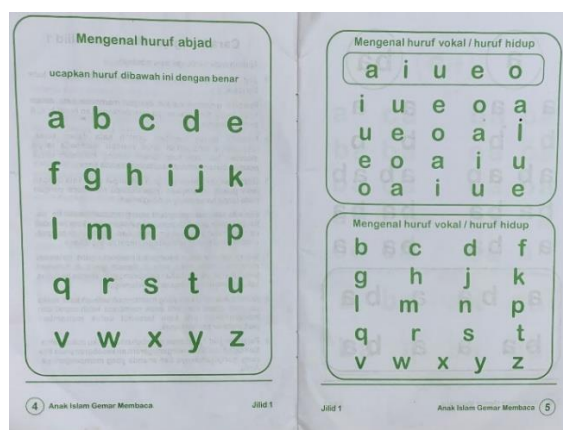 Mengenal huruf abjad
ucapkan huruf dibawah ini dengan benar
a b c d e
f g h i j k
l m n o p
q r s t u
v w x y z
4 Anak Islam Gemar Membaca Jilid 1
Mengenal huruf vokal / huruf hidup
a i u e o
i u e o a
u e o a i
e o a i u
o a i u e
Mengenal huruf vokal / huruf hidup
b c d f
g h j k
l m n p
q r s t
v w x y z
Jilid 1 Anak Islam Gemar Membaca 5